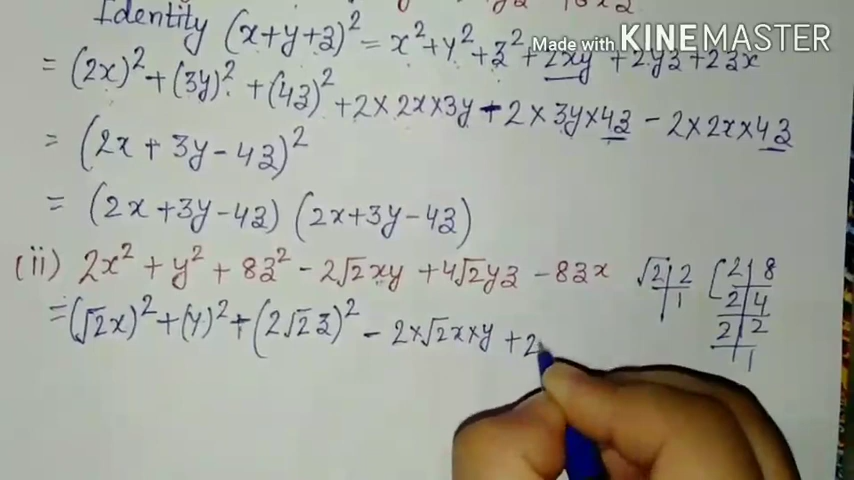 Identity (x+y+z)² = x²+y²+z²+2xy+2yz+2zx
Made with KINEMASTER
= (2x)²+(3y)²+(4z)²+2×2x×3y-2×3y×4z-2×2x×4z
= (2x+3y-4z)²
= (2x+3y-4z)(2x+3y-4z)
(ii) 2x²+y²+8z²-2√2xy+4√2yz-8zx
= (√2x)²+(y)²+(2√2z)²-2×√2x×y+2
√2 | 2
1
2 | 8
2 | 4
2 | 2
1